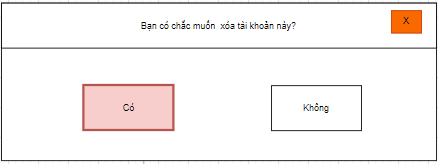 Bạn có chắc muốn xóa tài khoản này?
X
Có
Không